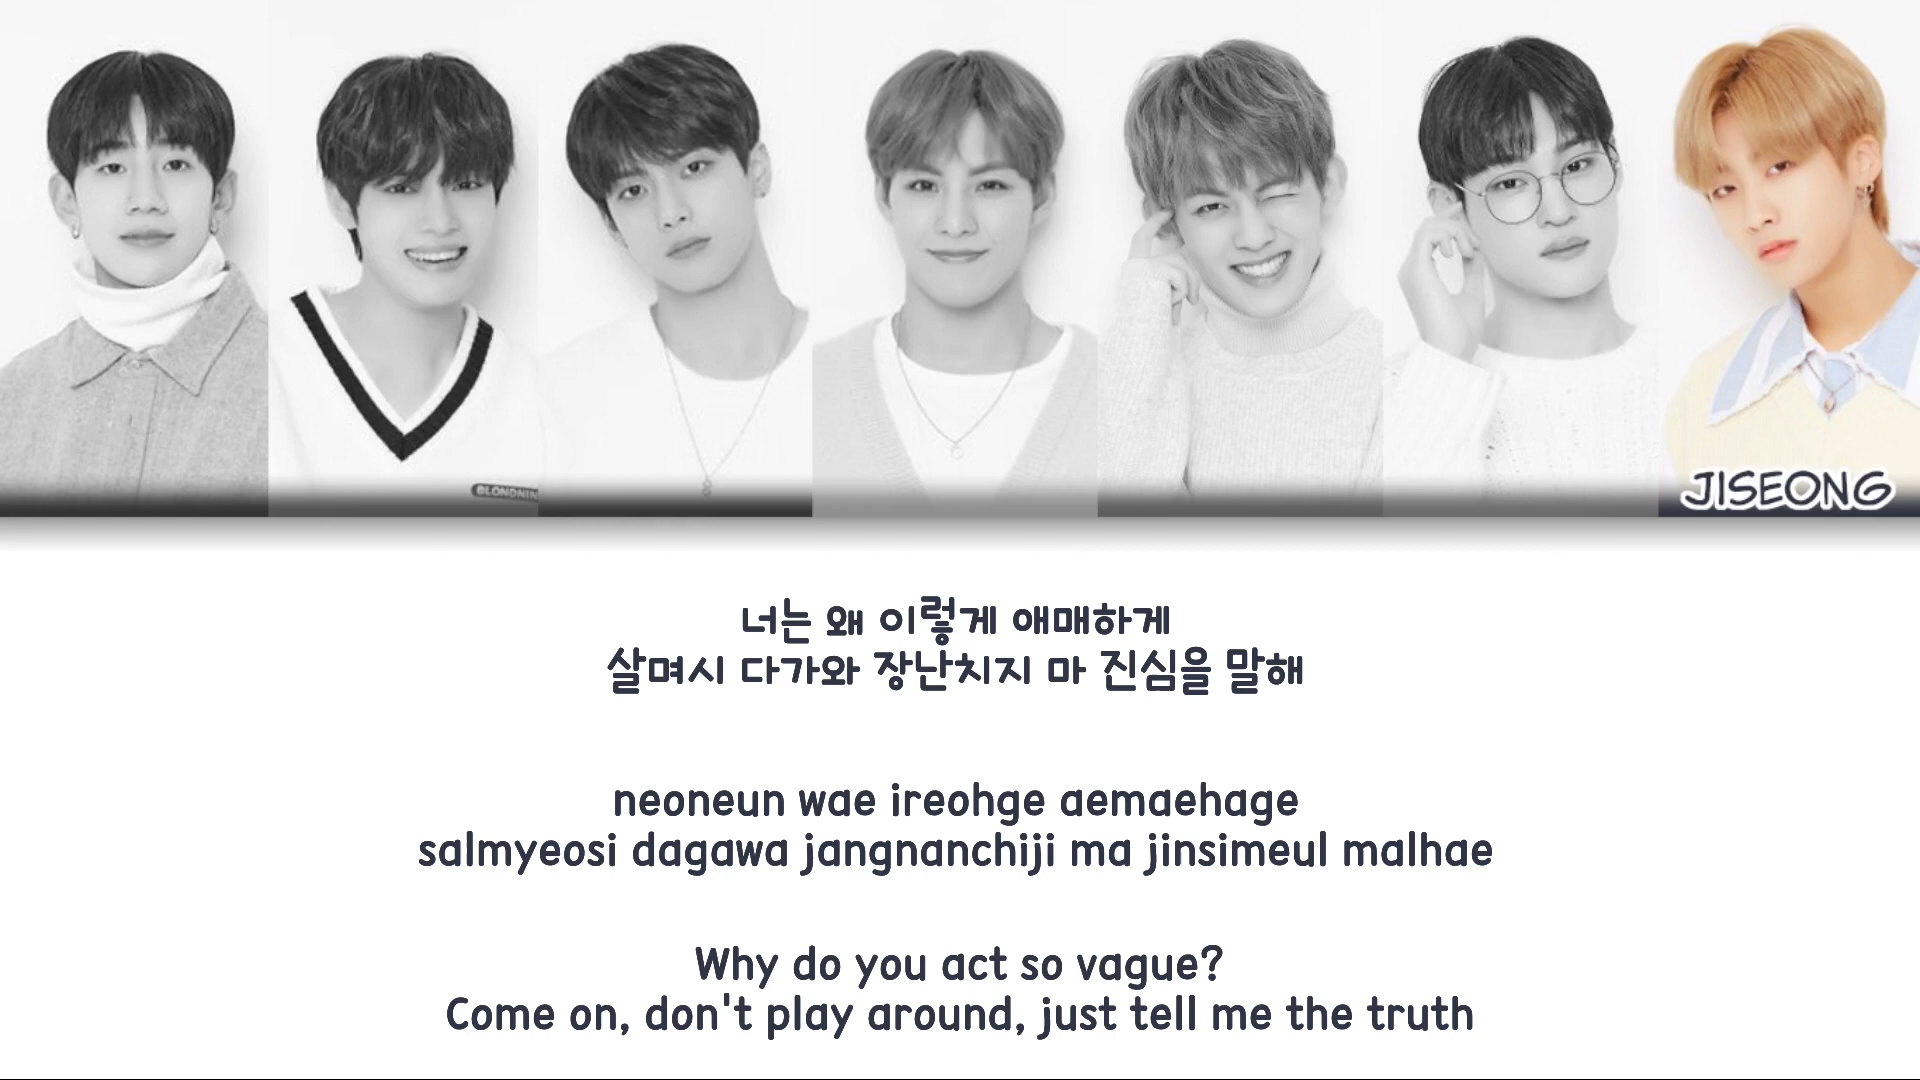 BLONDNIN
JISEONG
너는 왜 이렇게 애매하게
살며시 다가와 장난치지 마 진심을 말해
neoneun wae ireohge aemaehage
salmyeosi dagawa jangnanchiji ma jinsimeul malhae
Why do you act so vague?
Come on, don't play around, just tell me the truth